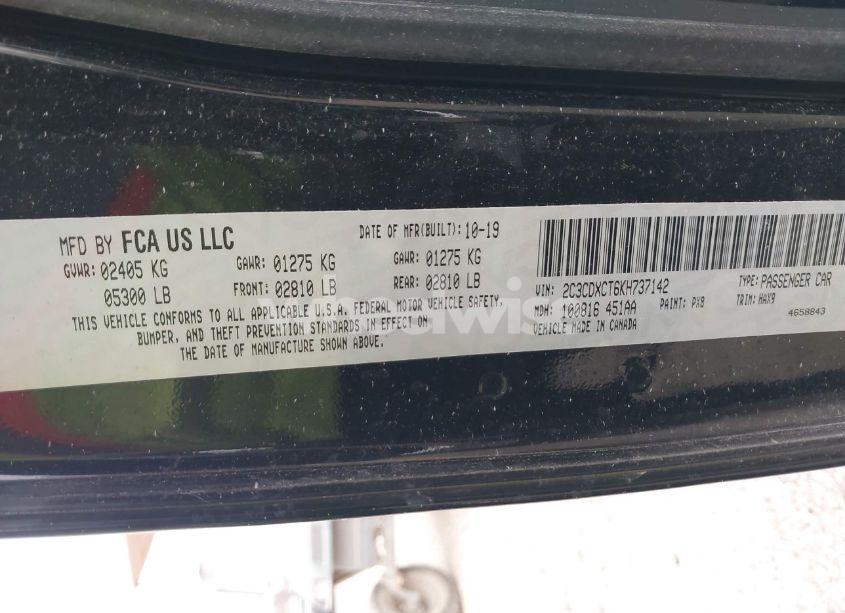 MFD BY FCA US LLC
DATE OF MFR(BUILT): 10-19
GVWR: 02405 KG
05300 LB
GAWR: 01275 KG
FRONT: 02810 LB
GAWR: 01275 KG
REAR: 02810 LB
THIS VEHICLE CONFORMS TO ALL APPLICABLE U.S.A. FEDERAL MOTOR VEHICLE SAFETY,
BUMPER, AND THEFT PREVENTION STANDARDS IN EFFECT ON
THE DATE OF MANUFACTURE SHOWN ABOVE.
VIN: 2C3CDXCT6KH737142
TYPE: PASSENGER CAR
MDH: 100816 451AA
PAINT: PX8
TRIM: HAX9
VEHICLE MADE IN CANADA
4658843